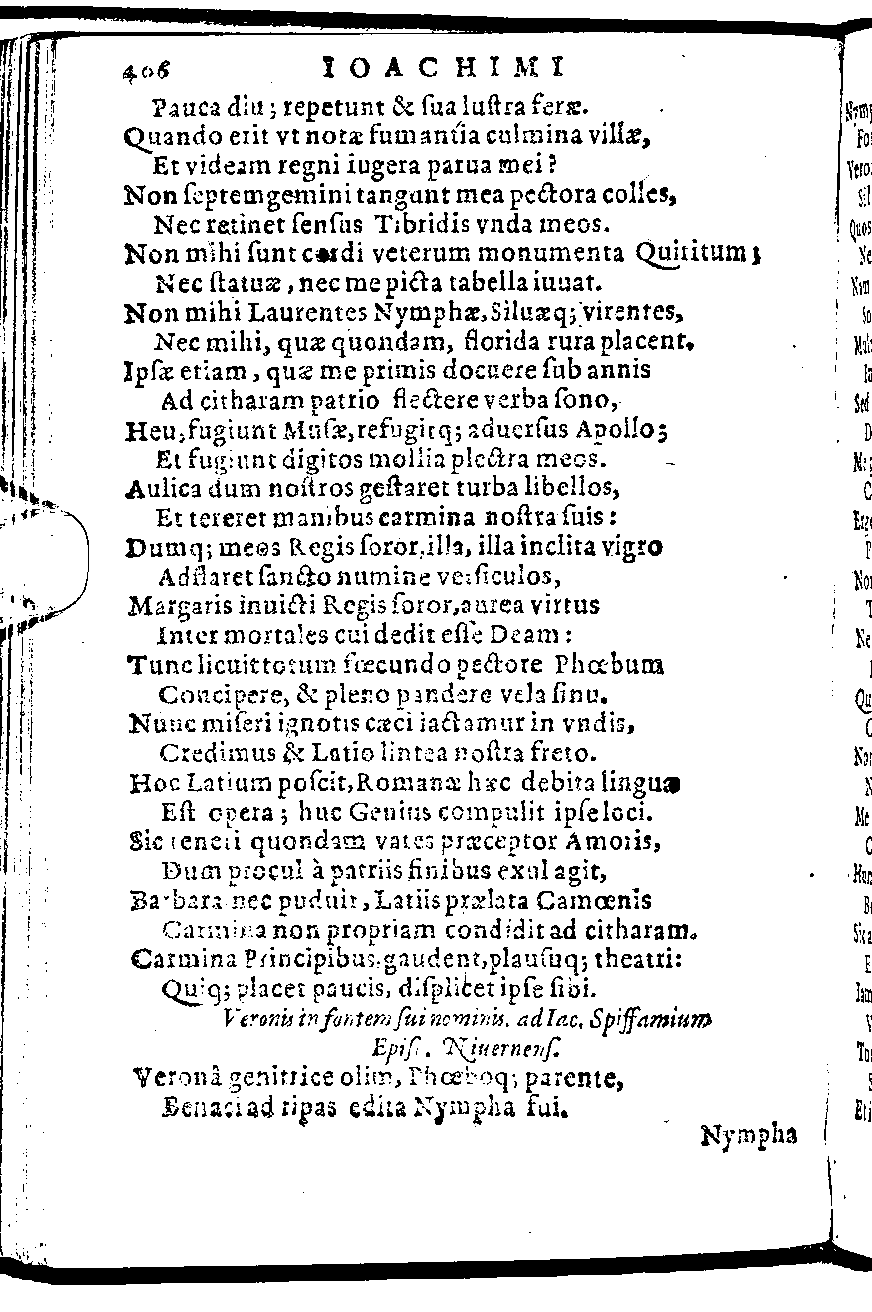 406 IOACHIMI
Pauca diu; repetunt & ſua luſtra feræ.
Quando erit vt notæ fumantia culmina villæ,
Et videam regni iugera parua mei?
Non ſeptemgemini tangunt mea pectora colles,
Nec retinet ſenſus Tibridis vnda meos.
Non mihi ſunt cordi veterum monumenta Quiritum;
Nec ſtatuæ, nec me picta tabella iuuat.
Non mihi Laurentes Nymphæ, Siluæq; virentes,
Nec mihi, quæ quondam, florida rura placent.
Ipſæ etiam, quæ me primis docuere ſub annis
Ad citharam patrio flectere verba ſono,
Heu, fugiunt Muſæ, refugitq; aduerſus Apollo;
Et fugiunt digitos mollia plectra meos.
Aulica dum noſtros geſtaret turba libellos,
Et tereret manibus carmina noſtra ſuis:
Dumq; meos Regis ſoror, illa, illa inclita virgo
Adflaret ſancto numine verſiculos,
Margaris inuicti Regis ſoror, aurea virtus
Inter mortales cui dedit eſſe Deam:
Tunc licuit totum fœcundo pectore Phœbum
Concipere, & pleno pandere vela ſinu.
Nunc miſeri ignotis cæci iactamur in vndis,
Credimus & Latio lintea noſtra freto.
Hoc Latium poſcit, Romanæ hæc debita linguæ
Eſt opera; huc Genius compulit ipſe loci.
Sic teneri quondam vates præceptor Amoris,
Dum procul à patriis finibus exul agit,
Barbara nec puduit, Latiis prælata Camœnis
Carmina non propriam condidit ad citharam.
Carmina Principibus gaudent, plauſuq; theatri:
Quiq; placet paucis, diſplicet ipſe ſibi.
Veronis in fontem ſui nominis, ad Iac. Spiffamium
Epiſc. Niuernenſ.
Veronâ genitrice olim, Phœboq; parente,
Benaci ad ripas edita Nympha fui.
Nympha